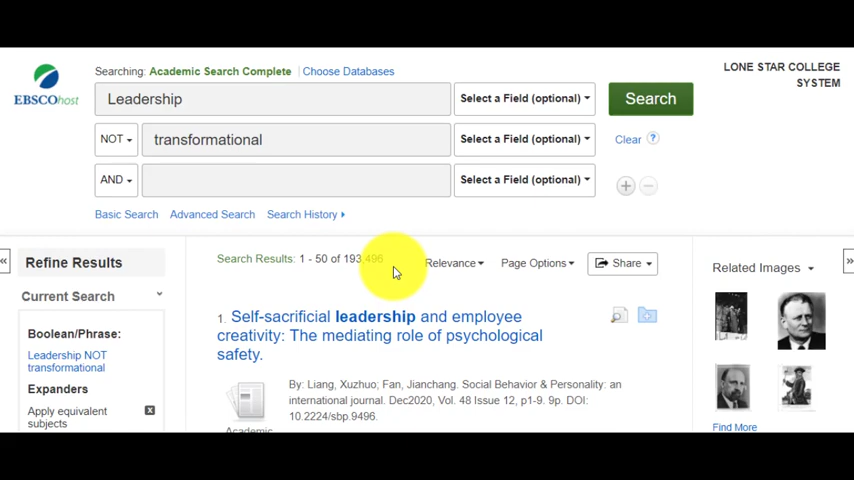 LONE STAR COLLEGE
SYSTEM
Searching: Academic Search Complete Choose Databases
EBSCOhost
Leadership Select a Field (optional) Search
NOT transformational Select a Field (optional) Clear ?
AND Select a Field (optional)
Basic Search Advanced Search Search History
Refine Results
Current Search
Boolean/Phrase:
Leadership NOT
transformational
Expanders
Apply equivalent
subjects
Search Results: 1 - 50 of 193,496
Relevance Page Options Share
1. Self-sacrificial leadership and employee
creativity: The mediating role of psychological
safety.
By: Liang, Xuzhuo; Fan, Jianchang. Social Behavior & Personality: an
international journal. Dec2020, Vol. 48 Issue 12, p1-9. 9p. DOI:
10.2224/sbp.9496.
Academic
Related Images
Find More